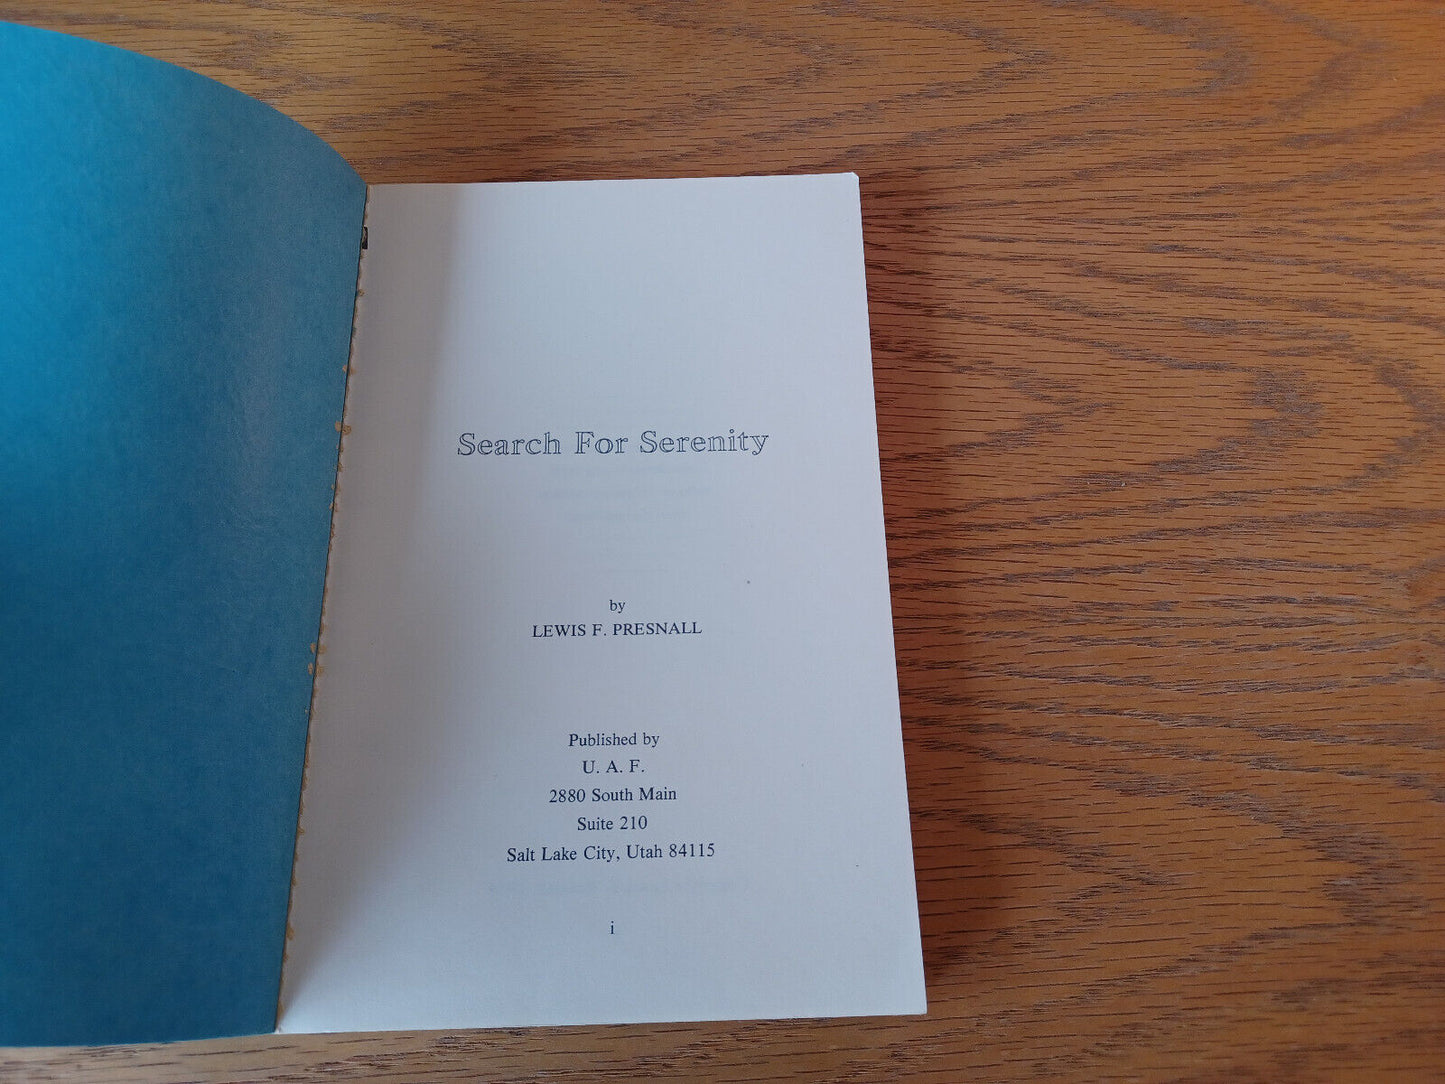 Search For Serenity
by
LEWIS F. PRESNALL
Published by
U. A. F.
2880 South Main
Suite 210
Salt Lake City, Utah 84115
i